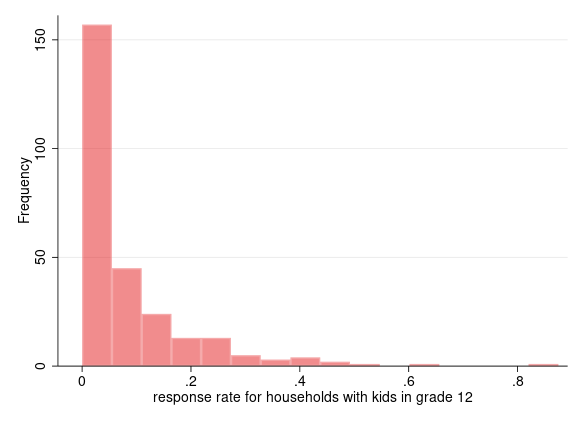 150
100
50
0
Frequency
0 .2 .4 .6 .8
response rate for households with kids in grade 12